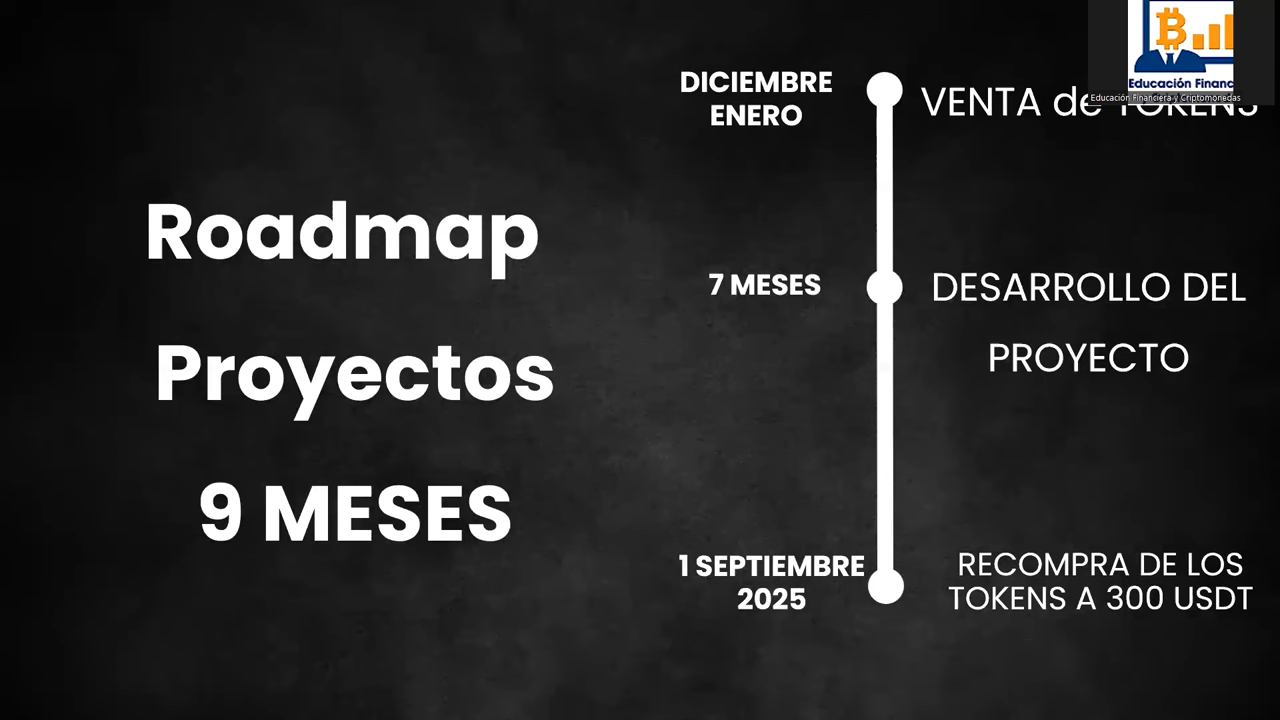 Roadmap
Proyectos
9 MESES
DICIEMBRE
ENERO
VENTA de TOKENS
7 MESES
DESARROLLO DEL
PROYECTO
1 SEPTIEMBRE
2025
RECOMPRA DE LOS
TOKENS A 300 USDT
Educación Financ
Educación Financiera y Criptomonedas